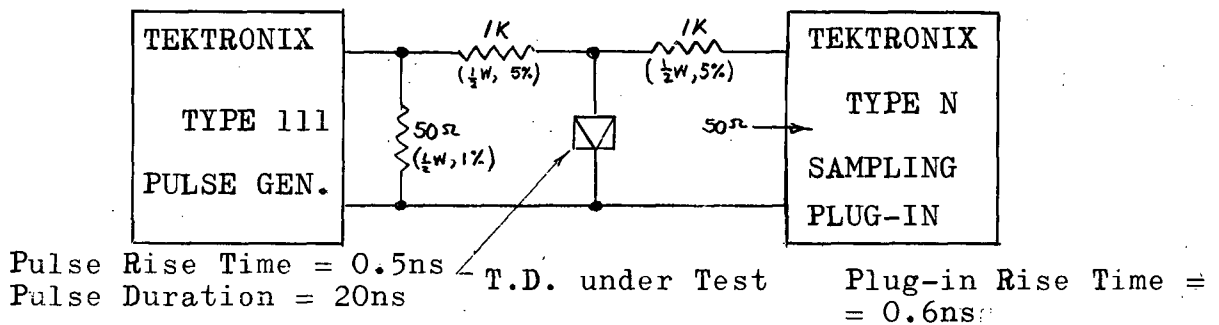 TEKTRONIX
TYPE 111
PULSE GEN.
1K
(½W, 5%)
50Ω
(½W, 1%)
1K
(½W, 5%)
50Ω
TEKTRONIX
TYPE N
SAMPLING
PLUG-IN
Pulse Rise Time = 0.5ns
Pulse Duration = 20ns
T.D. under Test
Plug-in Rise Time =
= 0.6ns